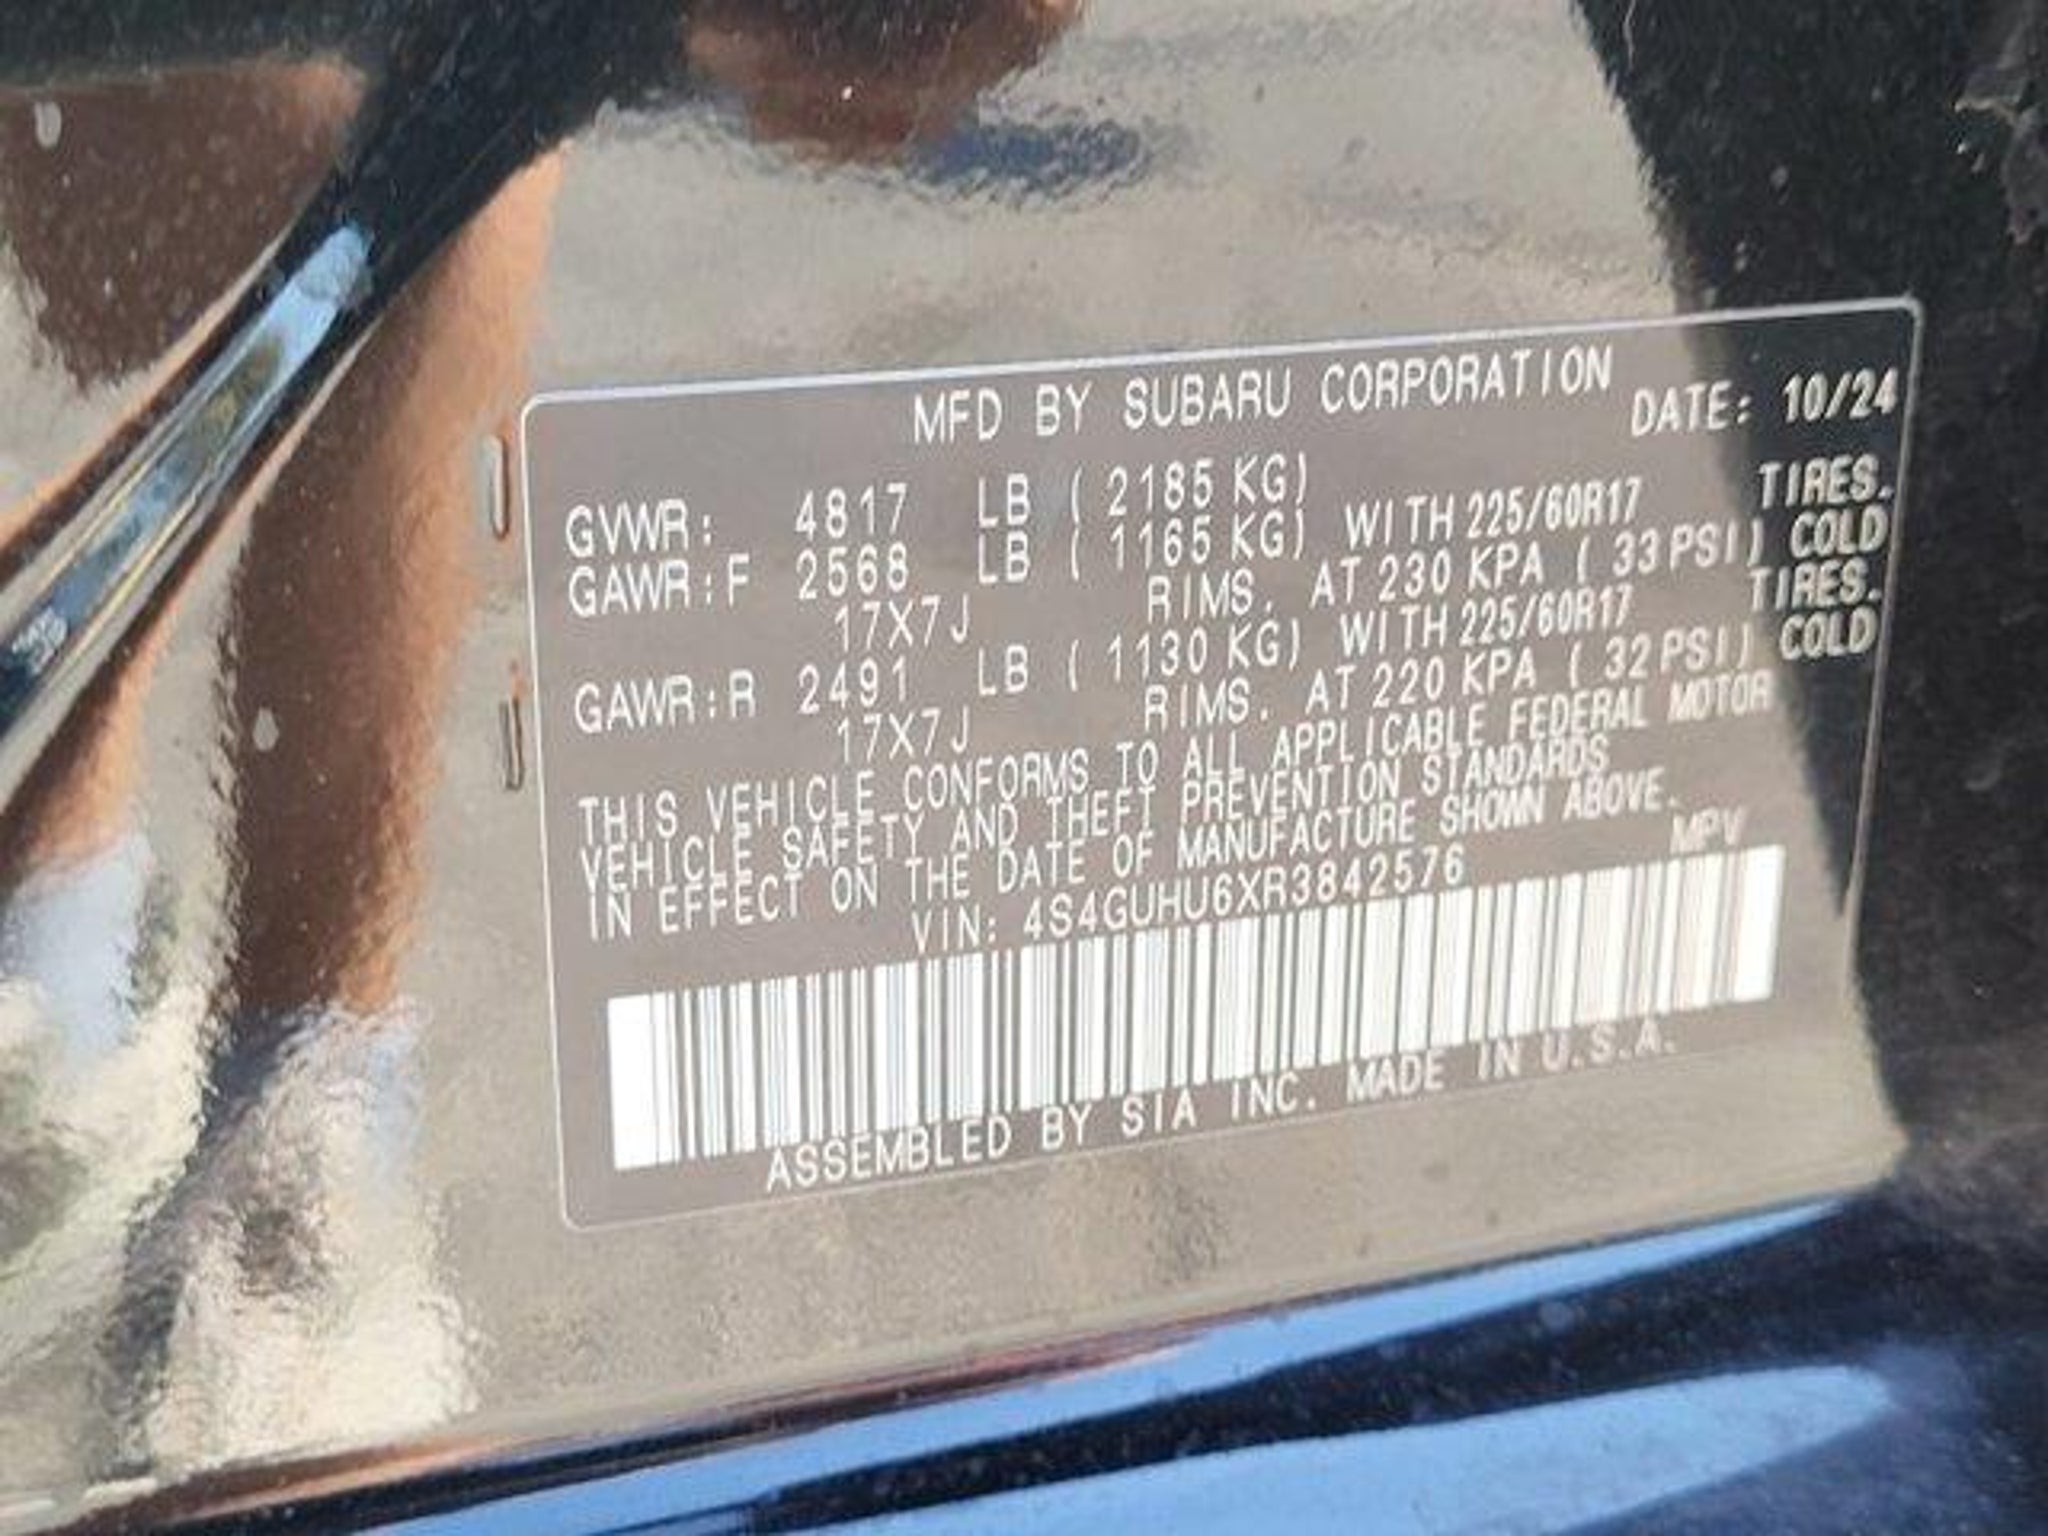 MFD BY SUBARU CORPORATION DATE: 10/24
GVWR: 4817 LB ( 2185 KG)
GAWR:F 2568 LB ( 1165 KG) WITH 225/60R17 TIRES.
17X7J RIMS. AT 230 KPA ( 33 PSI) COLD
GAWR:R 2491 LB ( 1130 KG) WITH 225/60R17 TIRES.
17X7J RIMS. AT 220 KPA ( 32 PSI) COLD
THIS VEHICLE CONFORMS TO ALL APPLICABLE FEDERAL MOTOR
VEHICLE SAFETY AND THEFT PREVENTION STANDARDS
IN EFFECT ON THE DATE OF MANUFACTURE SHOWN ABOVE.
VIN: 4S4GUHU6XR3842576 MPV
ASSEMBLED BY SIA INC. MADE IN U.S.A.